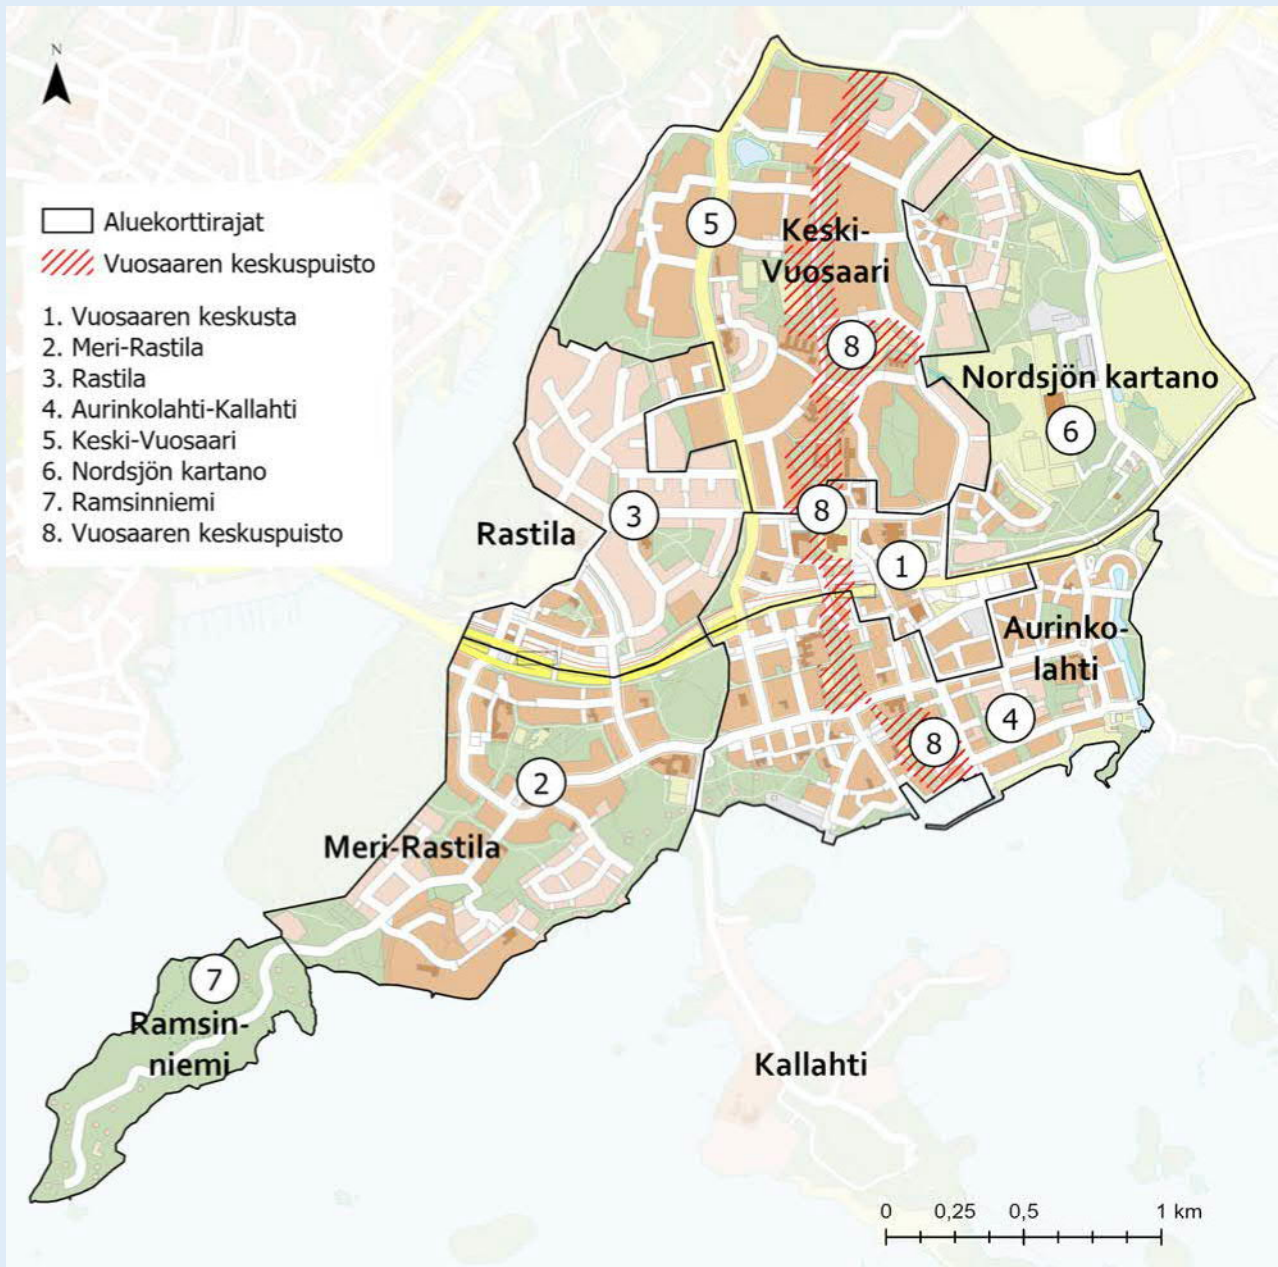 N
Aluekorttirajat
Vuosaaren keskuspuisto
1. Vuosaaren keskusta
2. Meri-Rastila
3. Rastila
4. Aurinkolahti-Kallahti
5. Keski-Vuosaari
6. Nordsjön kartano
7. Ramsinniemi
8. Vuosaaren keskuspuisto
5
Keski-
Vuosaari
8
Nordsjön kartano
6
Rastila
3
8
1
Aurinko-
lahti
4
8
2
Meri-Rastila
7
Ramsin-
niemi
Kallahti
0 0,25 0,5 1 km